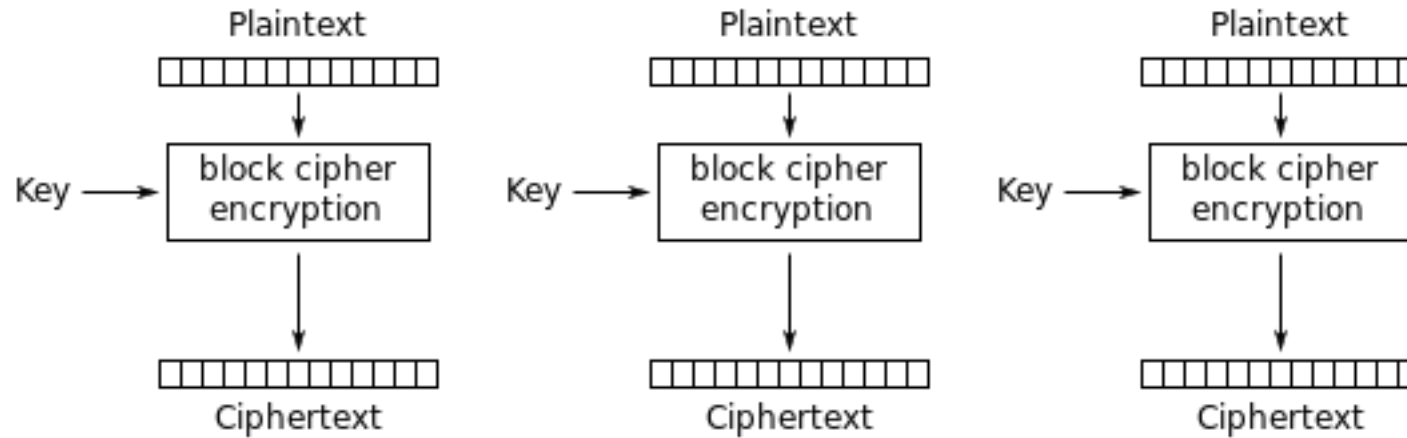 Plaintext Plaintext Plaintext
Key block cipher encryption Key block cipher encryption Key block cipher encryption
Ciphertext Ciphertext Ciphertext